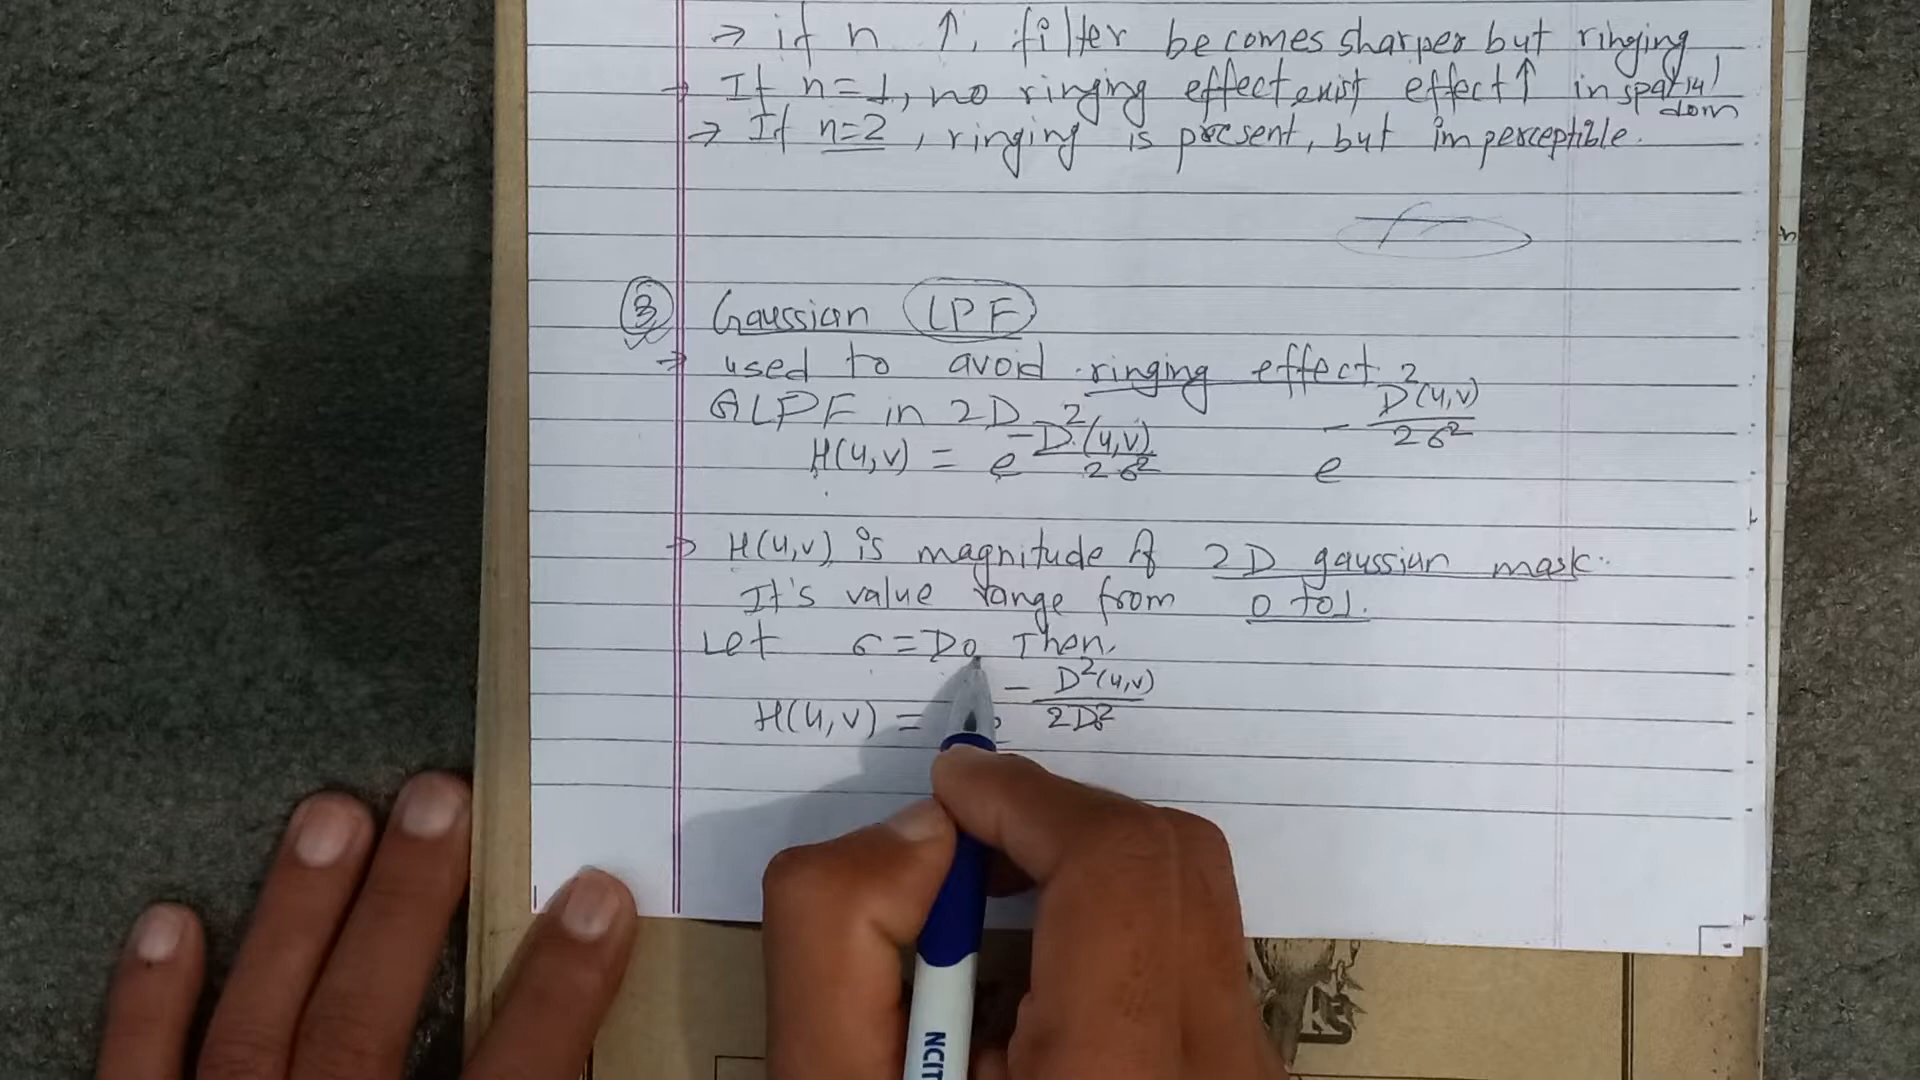 → if n ↑, filter becomes sharper but ringing
→ If n=1, no ringing effect exist effect↑ in spatial dom
→ If n=2, ringing is present, but imperceptible.
③ Gaussian LPF
→ used to avoid ringing effect
GLPF in 2D
H(u,v) = e^-D²(u,v)/2σ² e^-D²(u,v)/2σ²
→ H(u,v) is magnitude of 2D gaussian mask.
It's value range from 0 to 1.
Let σ = D₀ Then,
H(u,v) = e^-D²(u,v)/2D₀²
NCIT